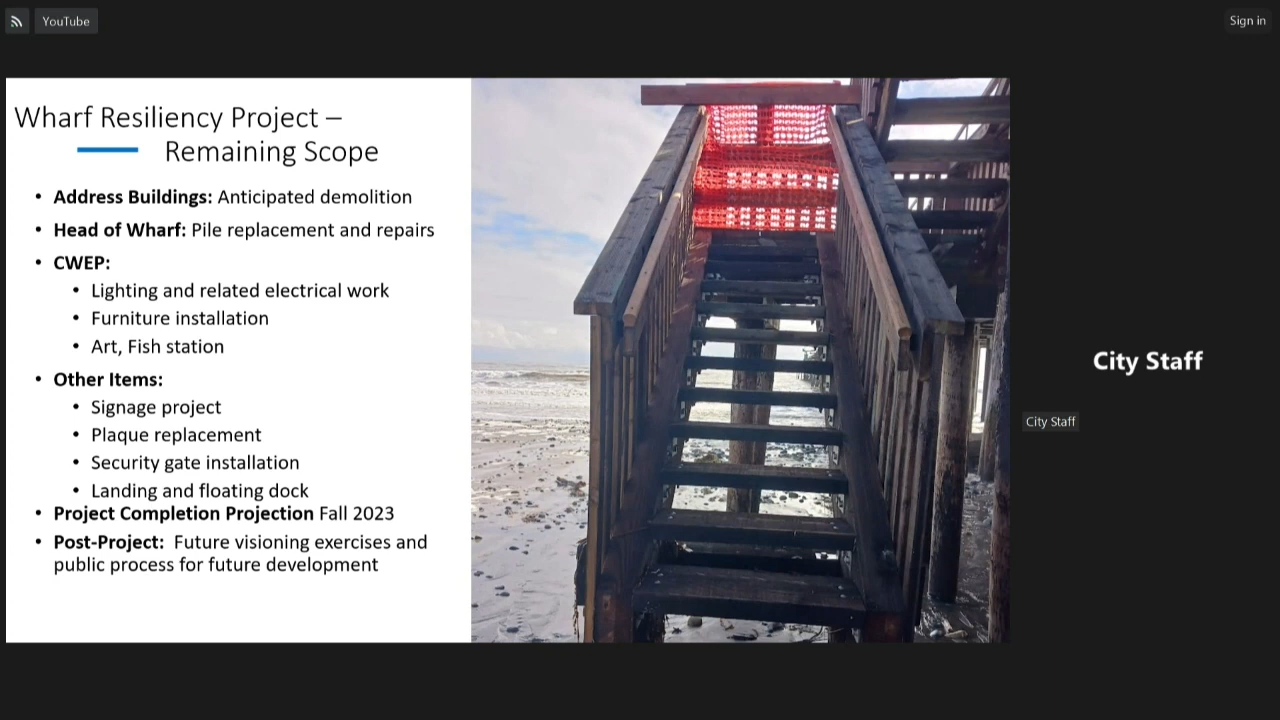 YouTube
Sign in
Wharf Resiliency Project –
Remaining Scope
• Address Buildings: Anticipated demolition
• Head of Wharf: Pile replacement and repairs
• CWEP:
• Lighting and related electrical work
• Furniture installation
• Art, Fish station
• Other Items:
• Signage project
• Plaque replacement
• Security gate installation
• Landing and floating dock
• Project Completion Projection Fall 2023
• Post-Project: Future visioning exercises and
public process for future development
City Staff
City Staff